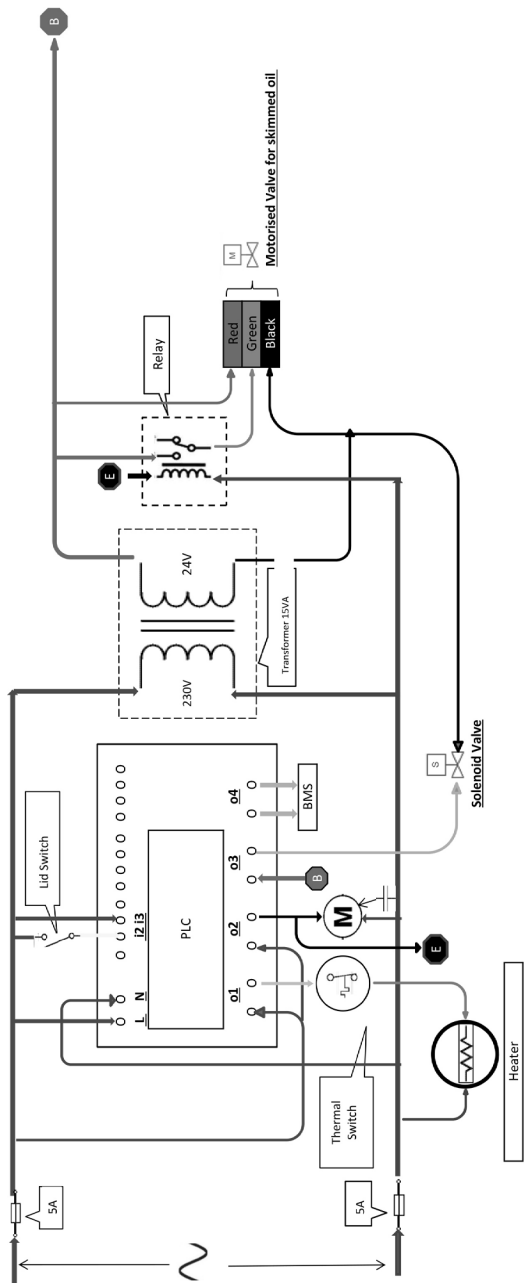 5A
5A
Lid Switch
L N i2 i3
PLC
o1 o2 o3 o4
BMS
B
M
E
Thermal
Switch
Heater
S
Solenoid Valve
230V
24V
Transformer 15VA
E
Relay
Red
Green
Black
M
Motorised Valve for skimmed oil
B